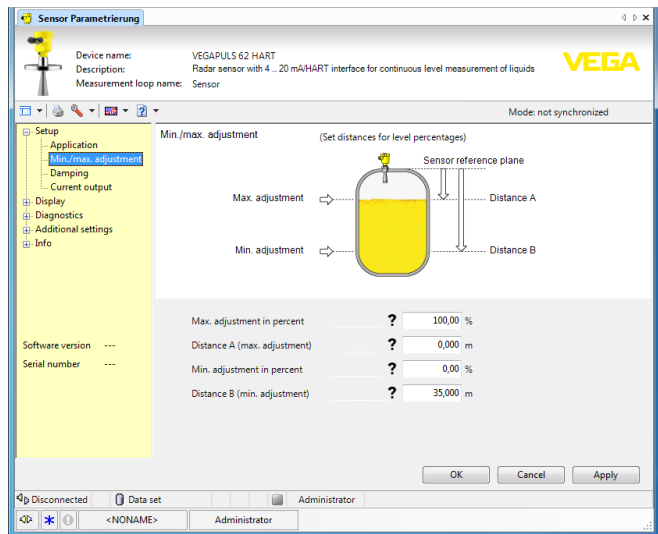 Sensor Parametrierung
Device name: VEGAPULS 62 HART
Description: Radar sensor with 4 .. 20 mA/HART interface for continuous level measurement of liquids
Measurement loop name: Sensor
VEGA
Mode: not synchronized
Setup
Application
Min./max. adjustment
Damping
Current output
Display
Diagnostics
Additional settings
Info
Software version ---
Serial number ---
Min./max. adjustment (Set distances for level percentages)
Sensor reference plane
Max. adjustment Distance A
Min. adjustment Distance B
Max. adjustment in percent ? 100,00 %
Distance A (max. adjustment) ? 0,000 m
Min. adjustment in percent ? 0,00 %
Distance B (min. adjustment) ? 35,000 m
OK Cancel Apply
Disconnected Data set Administrator
<NONAME> Administrator